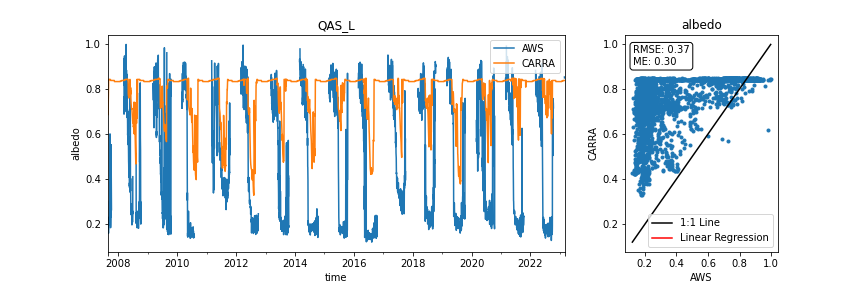 QAS_L
albedo
1.0
0.8
0.6
0.4
0.2
AWS
CARRA
2008
2010
2012
2014
2016
2018
2020
2022
time
albedo
albedo
RMSE: 0.37
ME: 0.30
1.0
0.8
0.6
0.4
0.2
CARRA
1:1 Line
Linear Regression
0.2
0.4
0.6
0.8
1.0
AWS